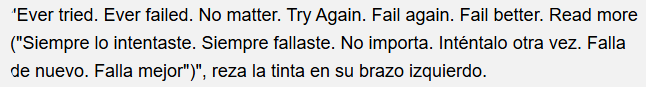 "Ever tried. Ever failed. No matter. Try Again. Fail again. Fail better. Read more
("Siempre lo intentaste. Siempre fallaste. No importa. Inténtalo otra vez. Falla
de nuevo. Falla mejor")", reza la tinta en su brazo izquierdo.